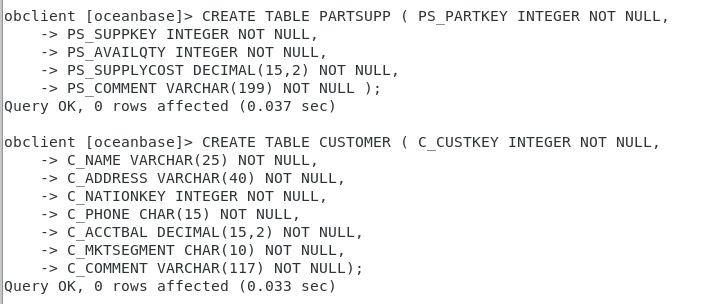 obclient [oceanbase]> CREATE TABLE PARTSUPP ( PS_PARTKEY INTEGER NOT NULL,
    -> PS_SUPPKEY INTEGER NOT NULL,
    -> PS_AVAILQTY INTEGER NOT NULL,
    -> PS_SUPPLYCOST DECIMAL(15,2) NOT NULL,
    -> PS_COMMENT VARCHAR(199) NOT NULL );
Query OK, 0 rows affected (0.037 sec)

obclient [oceanbase]> CREATE TABLE CUSTOMER ( C_CUSTKEY INTEGER NOT NULL,
    -> C_NAME VARCHAR(25) NOT NULL,
    -> C_ADDRESS VARCHAR(40) NOT NULL,
    -> C_NATIONKEY INTEGER NOT NULL,
    -> C_PHONE CHAR(15) NOT NULL,
    -> C_ACCTBAL DECIMAL(15,2) NOT NULL,
    -> C_MKTSEGMENT CHAR(10) NOT NULL,
    -> C_COMMENT VARCHAR(117) NOT NULL);
Query OK, 0 rows affected (0.033 sec)